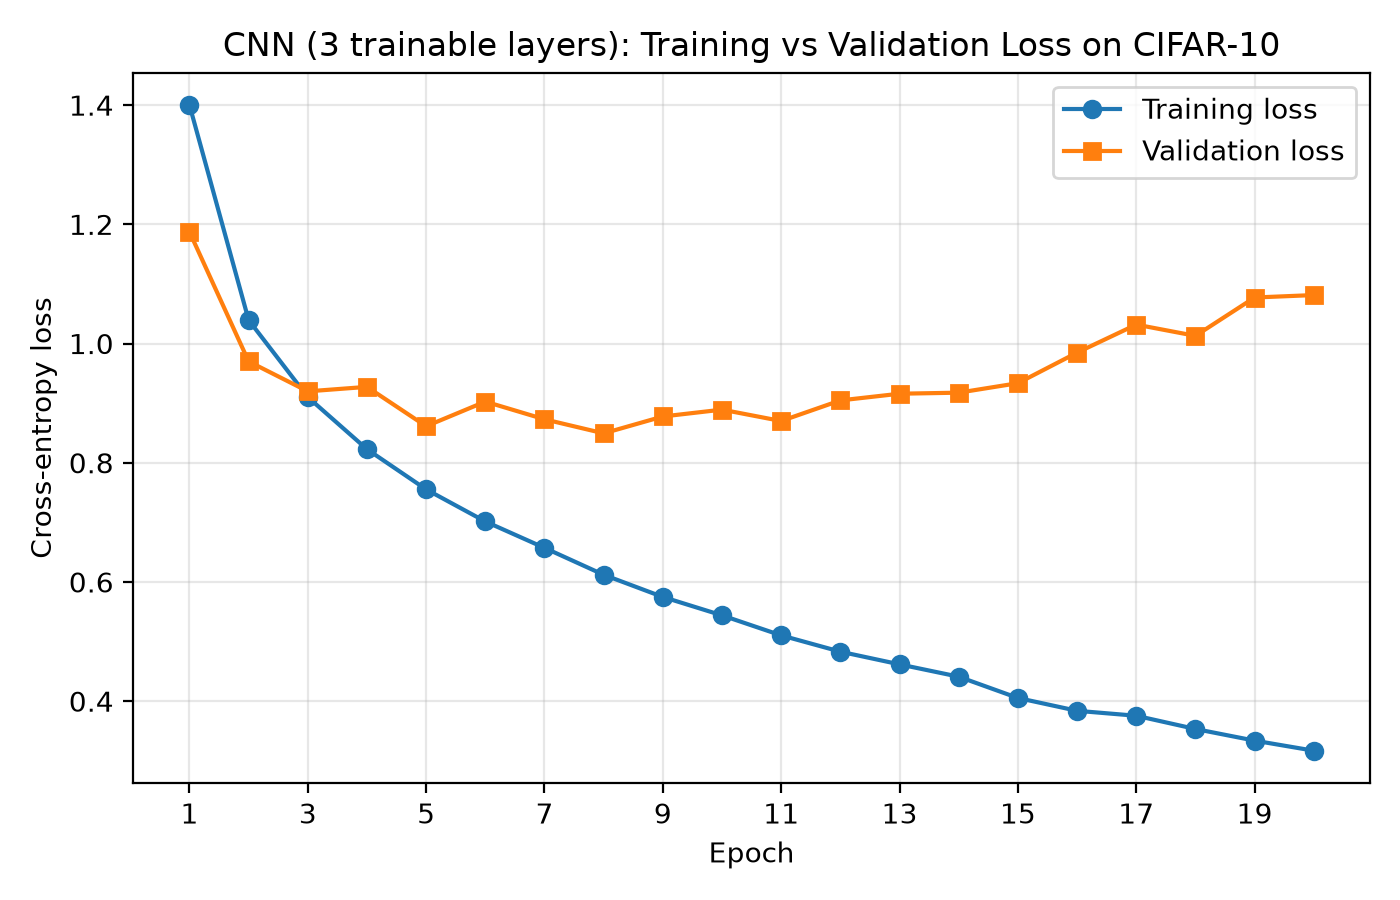 CNN (3 trainable layers): Training vs Validation Loss on CIFAR-10
Training loss
Validation loss
Cross-entropy loss
1.4
1.2
1.0
0.8
0.6
0.4
1 3 5 7 9 11 13 15 17 19
Epoch